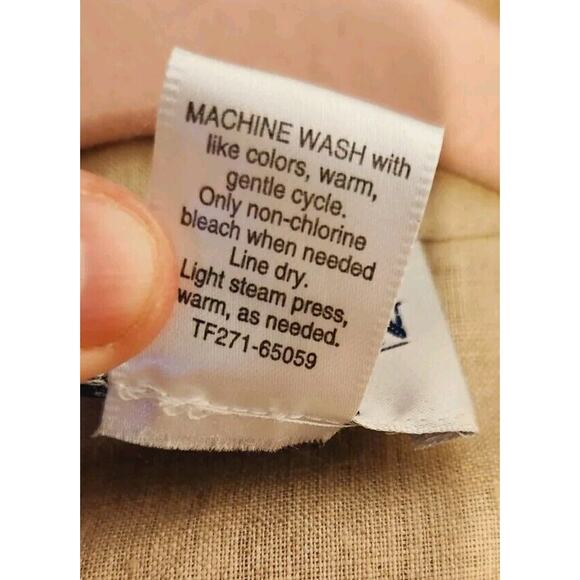 MACHINE WASH with
like colors, warm,
gentle cycle.
Only non-chlorine
bleach when needed
Line dry.
Light steam press,
warm, as needed.
TF271-65059